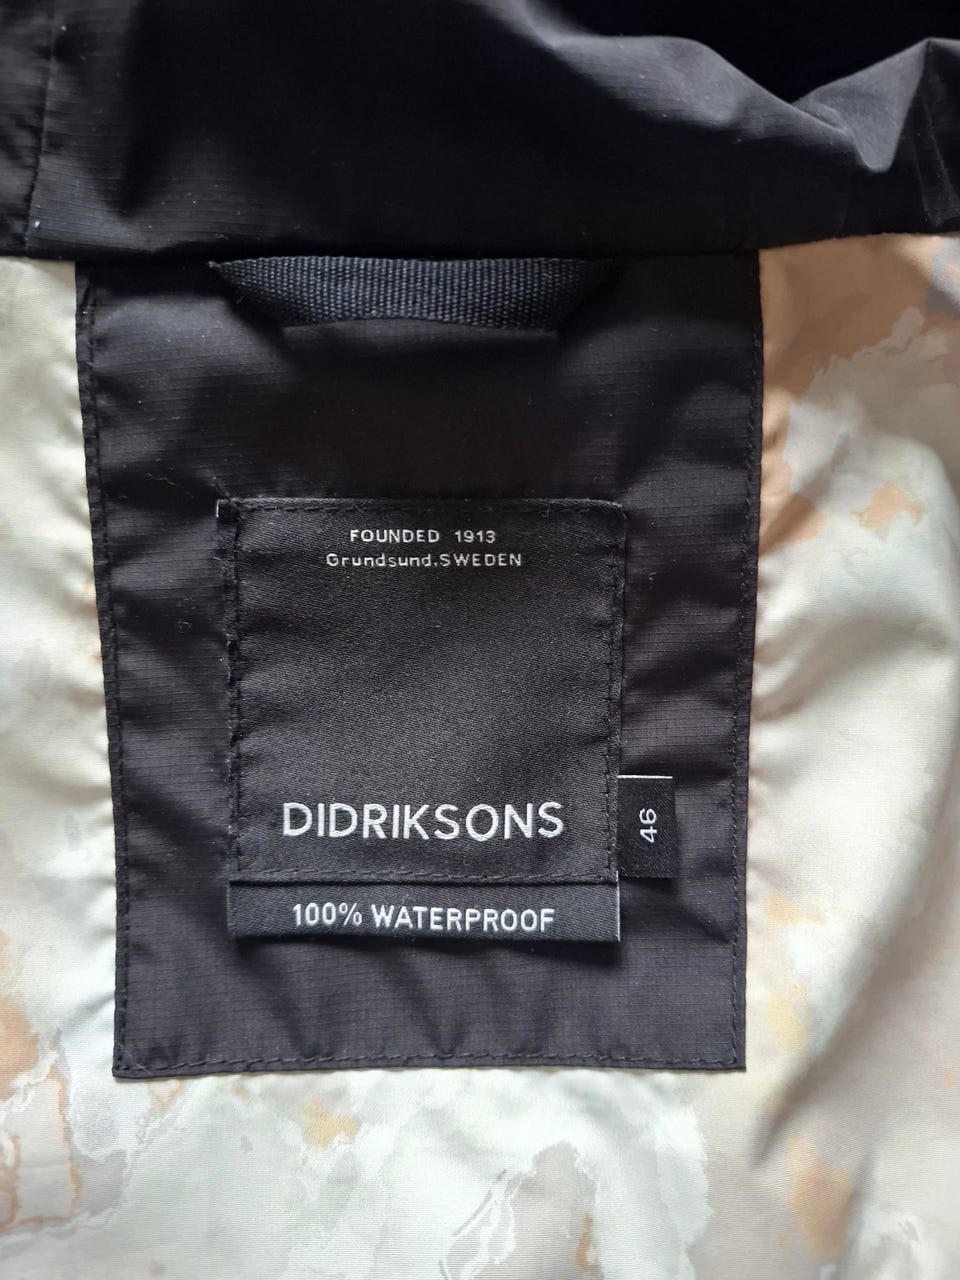 FOUNDED 1913
Grundsund.SWEDEN
DIDRIKSONS
46
100% WATERPROOF